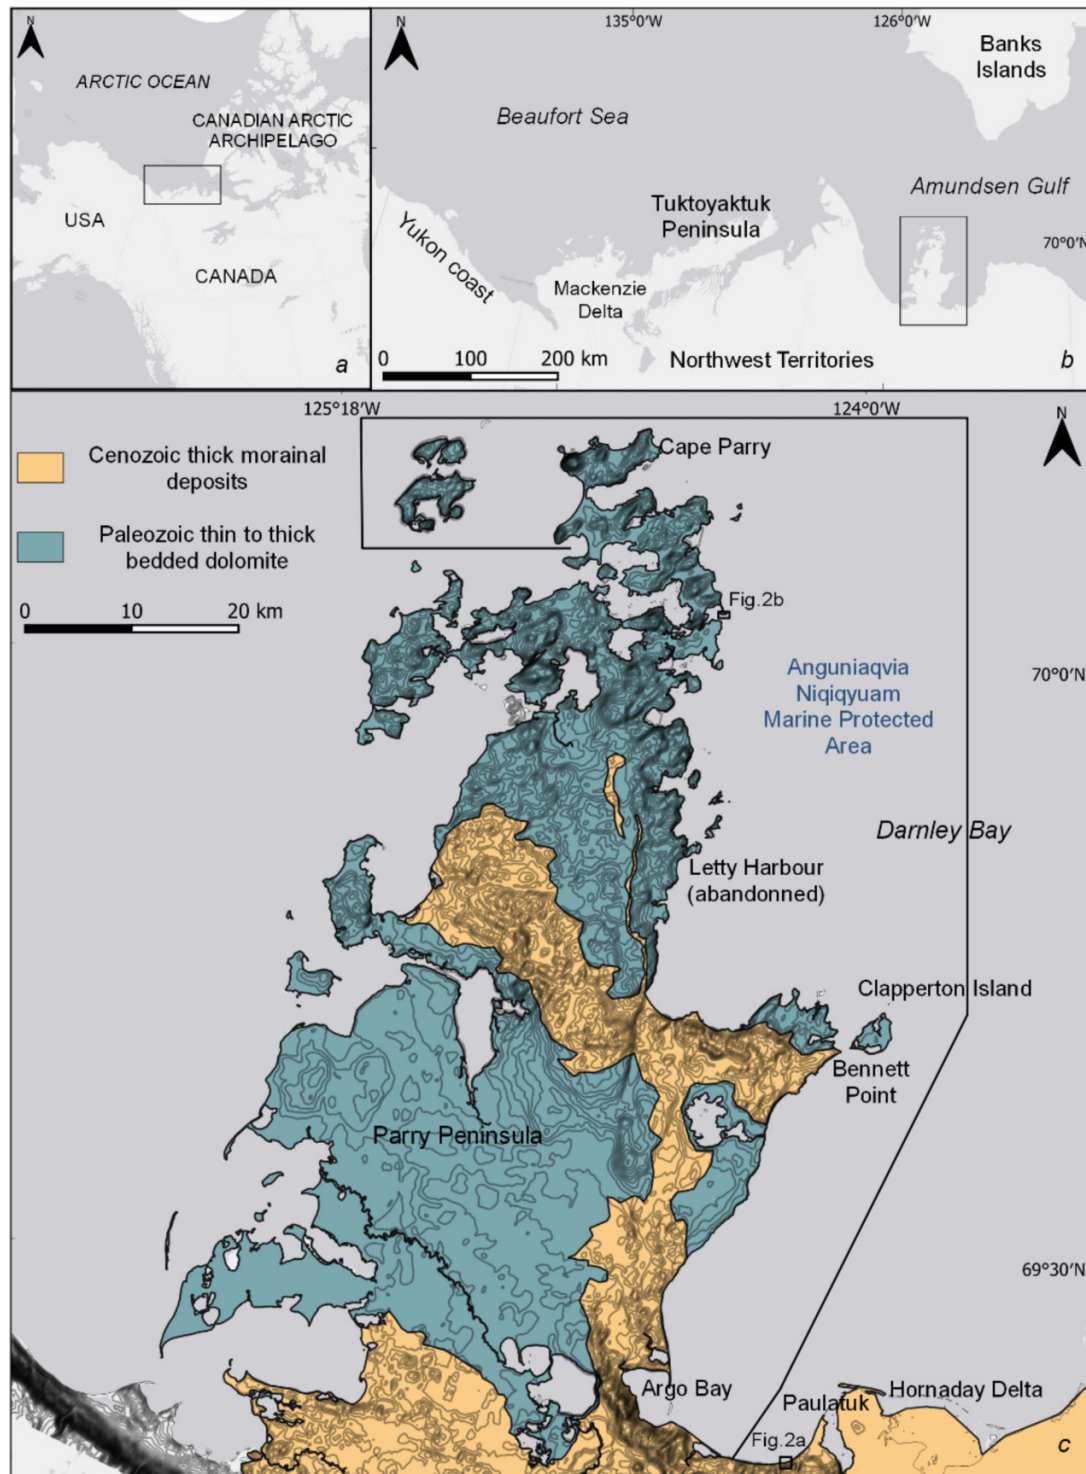 N
ARCTIC OCEAN
CANADIAN ARCTIC
ARCHIPELAGO
USA
CANADA
a
135°0'W
126°0'W
N
Banks
Islands
Beaufort Sea
Amundsen Gulf
Tuktoyaktuk
Peninsula
70°0'N
Yukon coast
Mackenzie
Delta
0 100 200 km
Northwest Territories
b
125°18'W
124°0'W
N
Cenozoic thick morainal
deposits
Paleozoic thin to thick
bedded dolomite
0 10 20 km
Cape Parry
Fig.2b
Anguniaqvia
Niqiqyuam
Marine Protected
Area
70°0'N
Darnley Bay
Letty Harbour
(abandonned)
Clapperton Island
Bennett
Point
Parry Peninsula
69°30'N
Argo Bay
Paulatuk
Hornaday Delta
Fig.2a
c